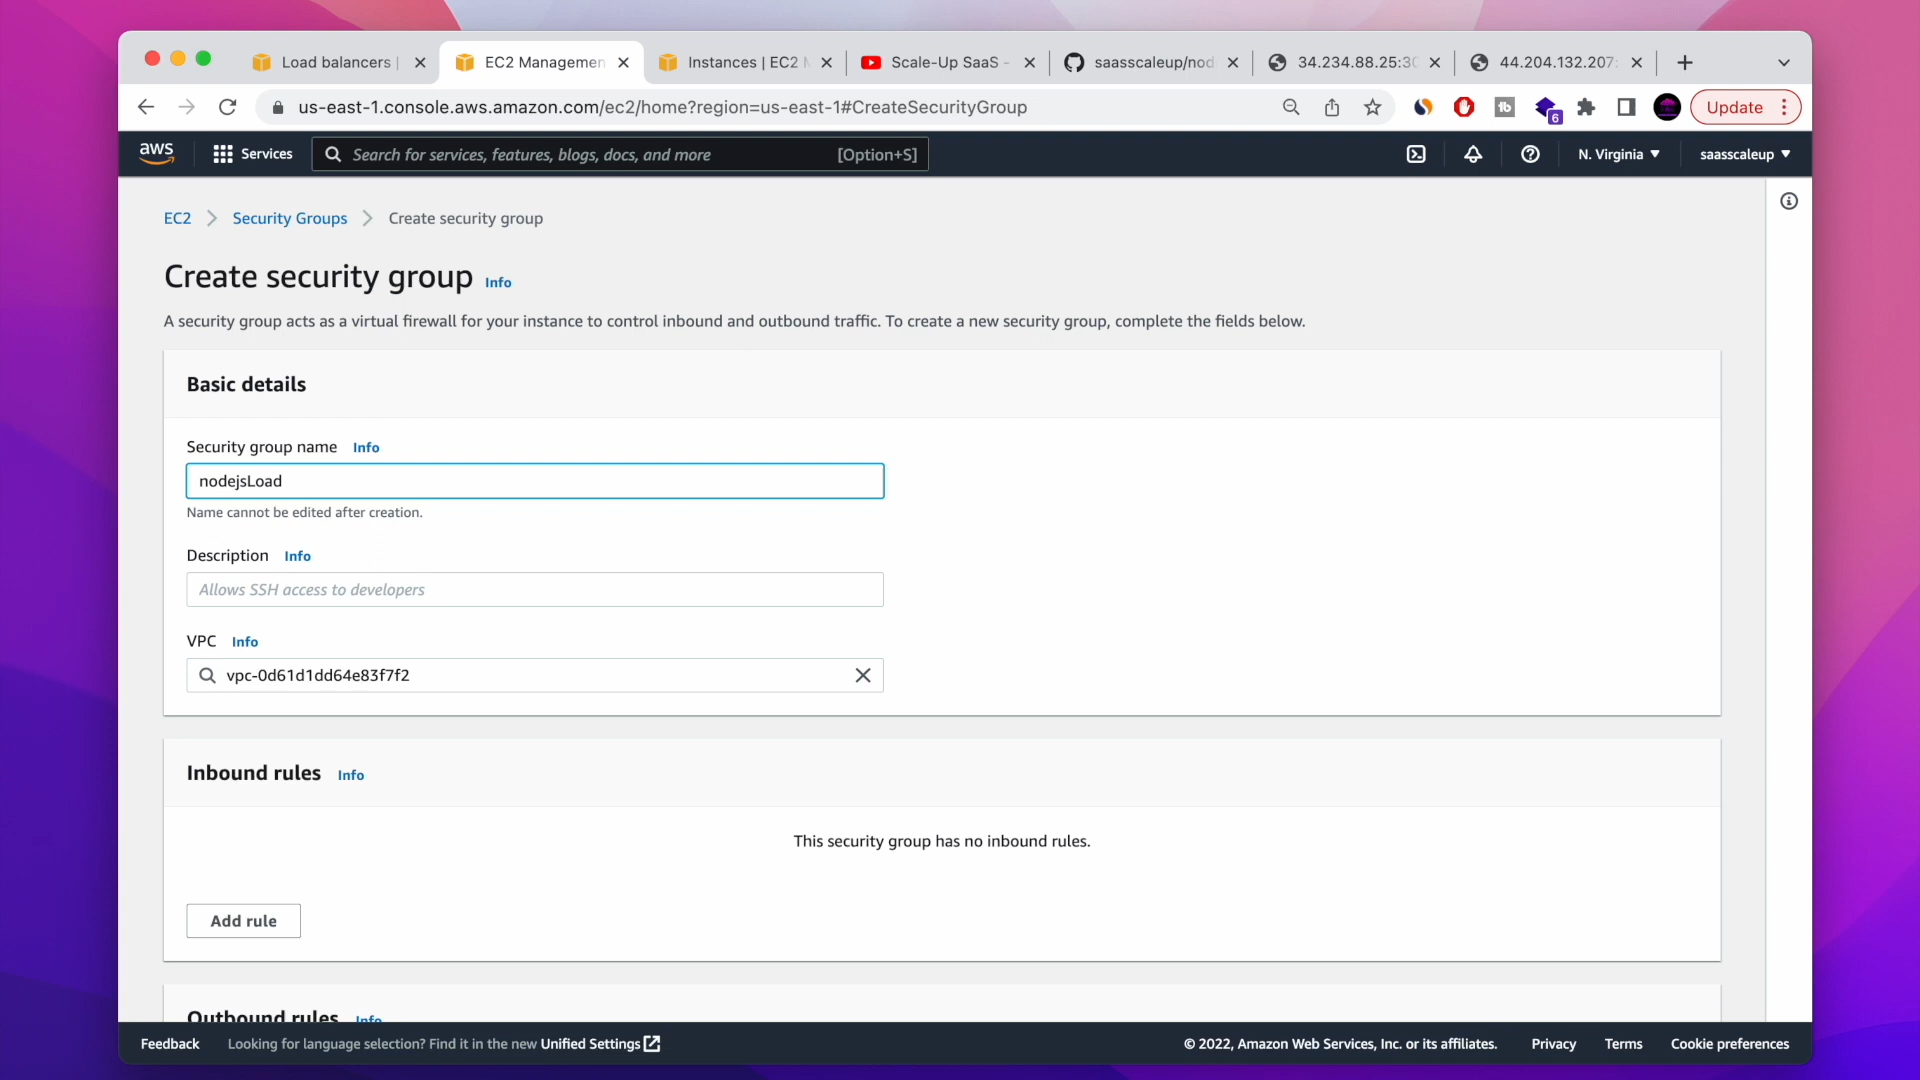 Load balancers |
EC2 Managemen
Instances | EC2 M
Scale-Up SaaS -
saasscaleup/nod
34.234.88.25:30
44.204.132.207:
us-east-1.console.aws.amazon.com/ec2/home?region=us-east-1#CreateSecurityGroup
tb
6
Update
aws
Services
Search for services, features, blogs, docs, and more
[Option+S]
N. Virginia
saasscaleup
EC2
Security Groups
Create security group
Create security group Info
A security group acts as a virtual firewall for your instance to control inbound and outbound traffic. To create a new security group, complete the fields below.
Basic details
Security group name Info
nodejsLoad
Name cannot be edited after creation.
Description Info
Allows SSH access to developers
VPC Info
vpc-0d61d1dd64e83f7f2
Inbound rules Info
This security group has no inbound rules.
Add rule
Outbound rules Info
Feedback
Looking for language selection? Find it in the new Unified Settings
© 2022, Amazon Web Services, Inc. or its affiliates.
Privacy
Terms
Cookie preferences